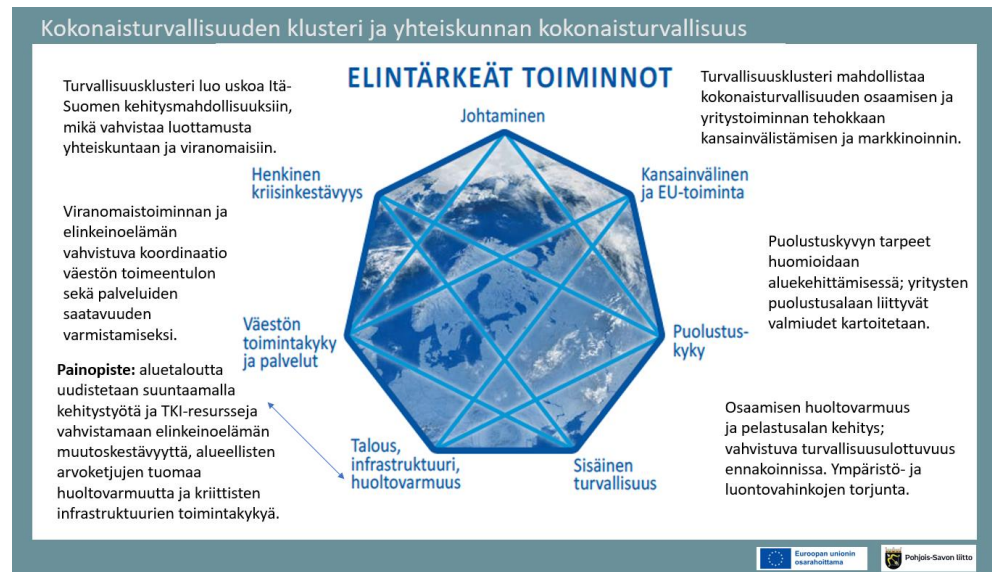 Kokonaisturvallisuuden klusteri ja yhteiskunnan kokonaisturvallisuus
ELINTÄRKEÄT TOIMINNOT
Turvallisuusklusteri luo uskoa Itä-
Suomen kehitysmahdollisuuksiin,
mikä vahvistaa luottamusta
yhteiskuntaan ja viranomaisiin.
Johtaminen
Turvallisuusklusteri mahdollistaa
kokonaisturvallisuuden osaamisen ja
yritystoiminnan tehokkaan
kansainvälistämisen ja markkinoinnin.
Henkinen
kriisinkestävyys
Kansainvälinen
ja EU-toiminta
Viranomaistoiminnan ja
elinkeinoelämän
vahvistuva koordinaatio
väestön toimeentulon
sekä palveluiden
saatavuuden
varmistamiseksi.
Puolustuskyvyn tarpeet
huomioidaan
aluekehittämisessä; yritysten
puolustusalaan liittyvät
valmiudet kartoitetaan.
Väestön
toimintakyky
ja palvelut
Puolustus-
kyky
Painopiste: aluetaloutta
uudistetaan suuntaamalla
kehitystyötä ja TKI-resursseja
vahvistamaan elinkeinoelämän
muutoskestävyyttä, alueellisten
arvoketjujen tuomaa
huoltovarmuutta ja kriittisten
infrastruktuurien toimintakykyä.
Talous,
infrastruktuuri,
huoltovarmuus
Sisäinen
turvallisuus
Osaamisen huoltovarmuus
ja pelastusalan kehitys;
vahvistuva turvallisuusulottuvuus
ennakoinnissa. Ympäristö- ja
luontovahinkojen torjunta.
Euroopan unionin
osarahoittama
Pohjois-Savon liitto